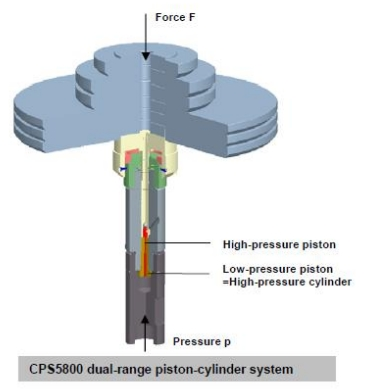 Force F
High-pressure piston
Low-pressure piston
=High-pressure cylinder
Pressure p
CPS5800 dual-range piston-cylinder system